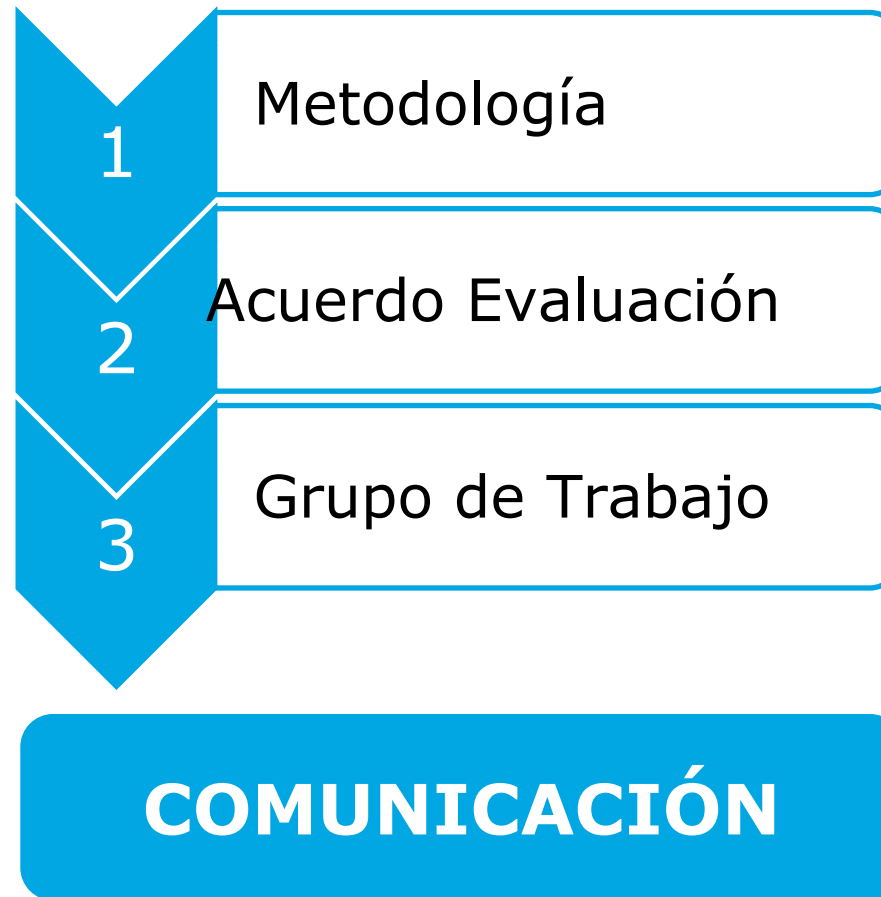 1
Metodología
2
Acuerdo Evaluación
3
Grupo de Trabajo
COMUNICACIÓN